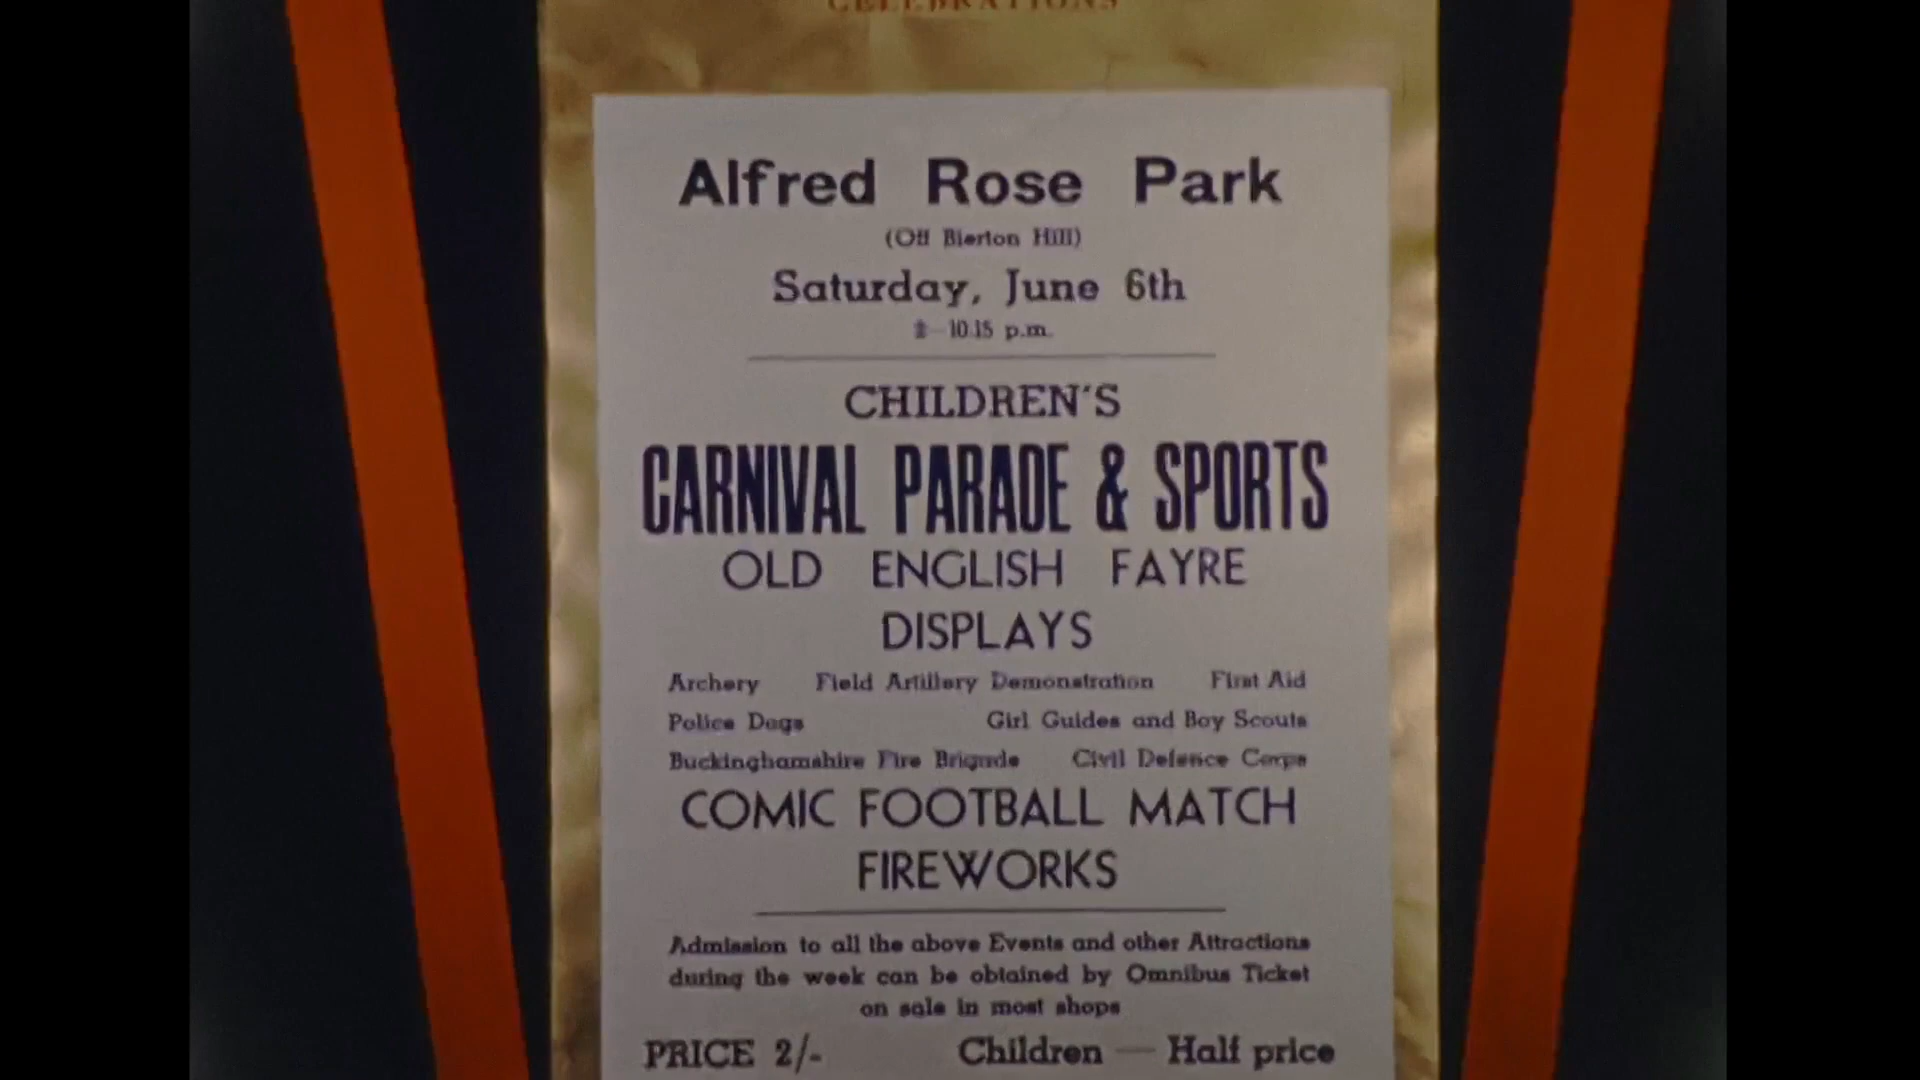 CELEBRATIONS
Alfred Rose Park
(Off Bierton Hill)
Saturday, June 6th
2—10.15 p.m.
CHILDREN'S
CARNIVAL PARADE & SPORTS
OLD ENGLISH FAYRE
DISPLAYS
Archery Field Artillery Demonstration First Aid
Police Dogs Girl Guides and Boy Scouts
Buckinghamshire Fire Brigade Civil Defence Corps
COMIC FOOTBALL MATCH
FIREWORKS
Admission to all the above Events and other Attractions
during the week can be obtained by Omnibus Ticket
on sale in most shops
PRICE 2/- Children — Half price